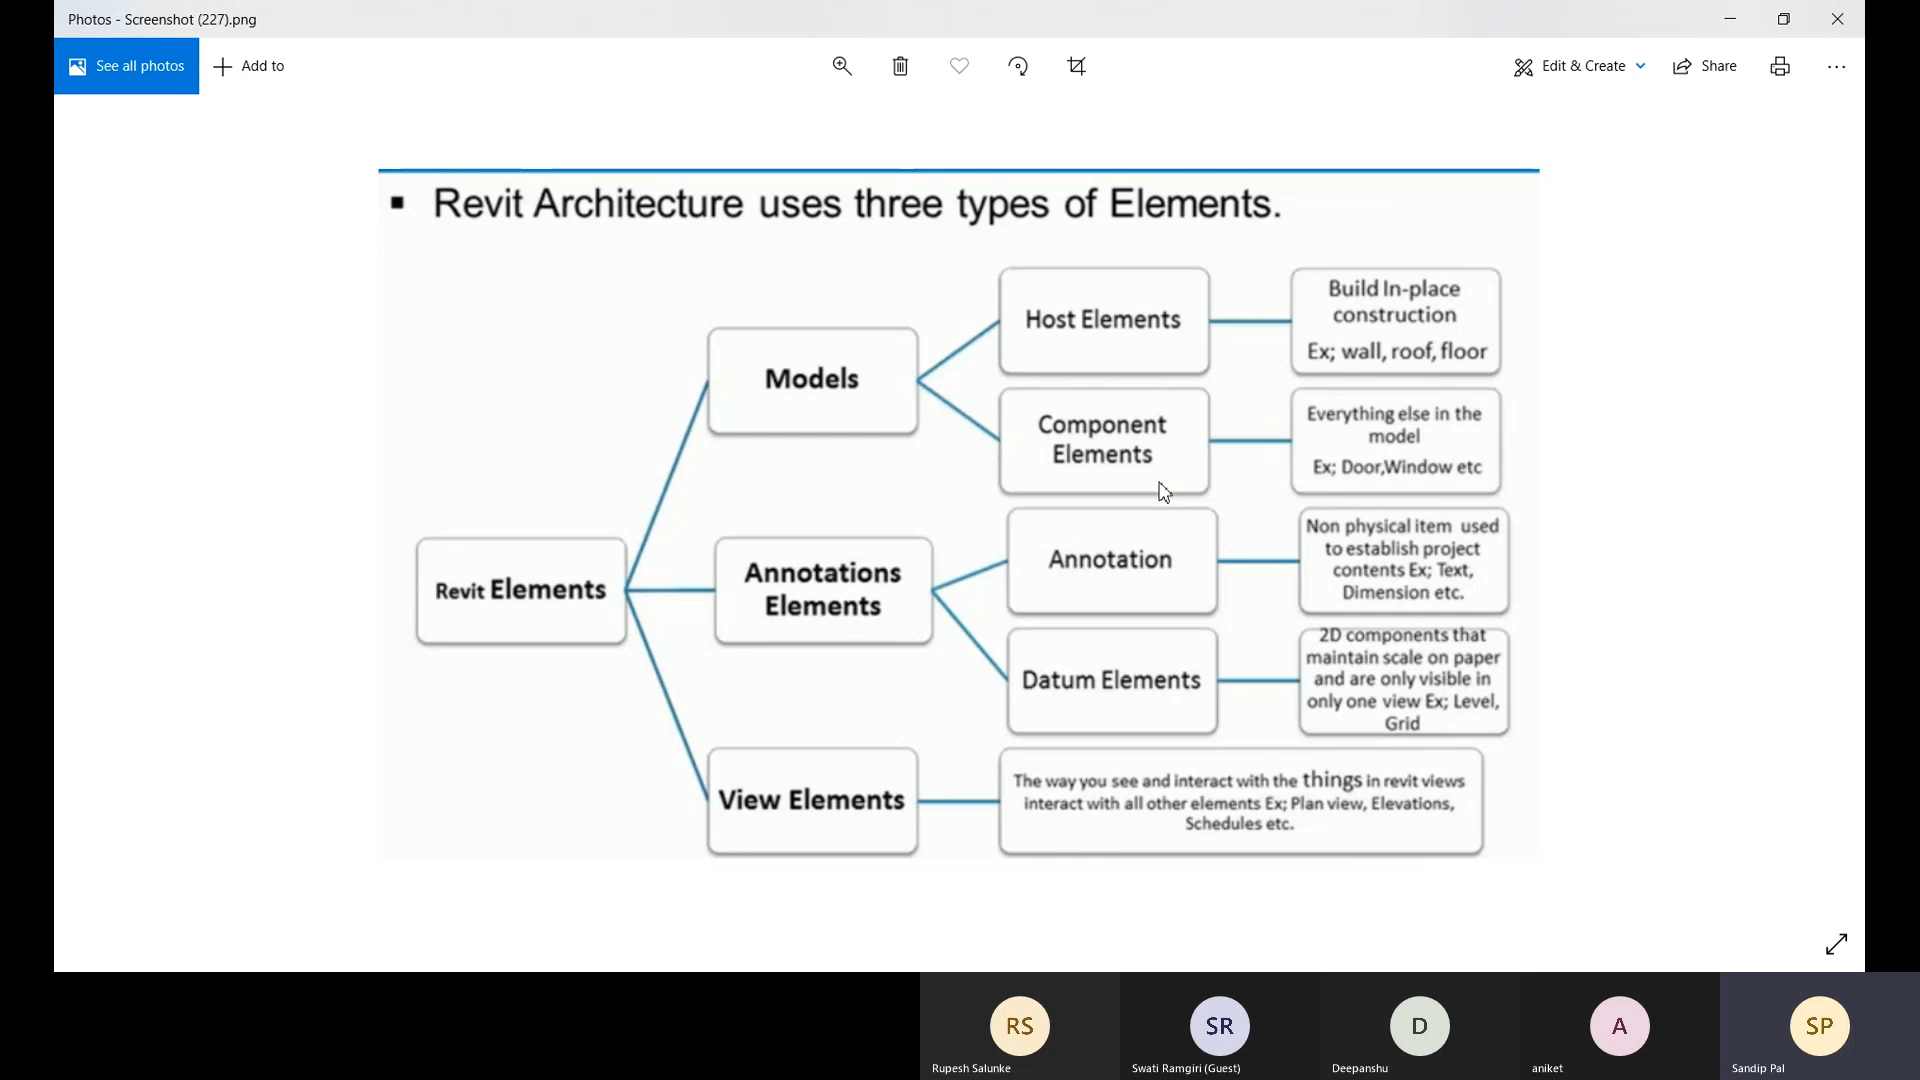 Photos - Screenshot (227).png
See all photos
Add to
Edit & Create
Share
▪ Revit Architecture uses three types of Elements.
Revit Elements
Models
Host Elements
Build In-place
construction
Ex; wall, roof, floor
Component
Elements
Everything else in the
model
Ex; Door,Window etc
Annotations
Elements
Annotation
Non physical item used
to establish project
contents Ex; Text,
Dimension etc.
Datum Elements
2D components that
maintain scale on paper
and are only visible in
only one view Ex; Level,
Grid
View Elements
The way you see and interact with the things in revit views
interact with all other elements Ex; Plan view, Elevations,
Schedules etc.
RS
Rupesh Salunke
SR
Swati Ramgiri (Guest)
D
Deepanshu
A
aniket
SP
Sandip Pal